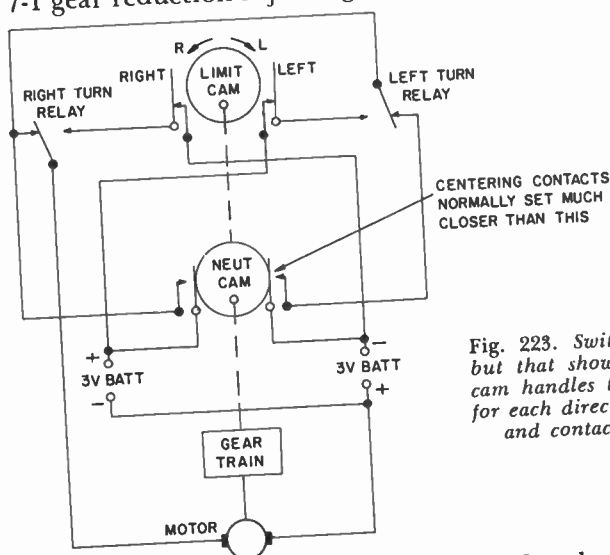 7-1 gear reduction
R L
RIGHT
LIMIT
CAM
LEFT
RIGHT TURN
RELAY
LEFT TURN
RELAY
CENTERING CONTACTS
NORMALLY SET MUCH
CLOSER THAN THIS
NEUT
CAM
+
3V BATT
-
-
3V BATT
+
Fig. 223. Swit
but that show
cam handles t
for each direc
and contac
GEAR
TRAIN
MOTOR